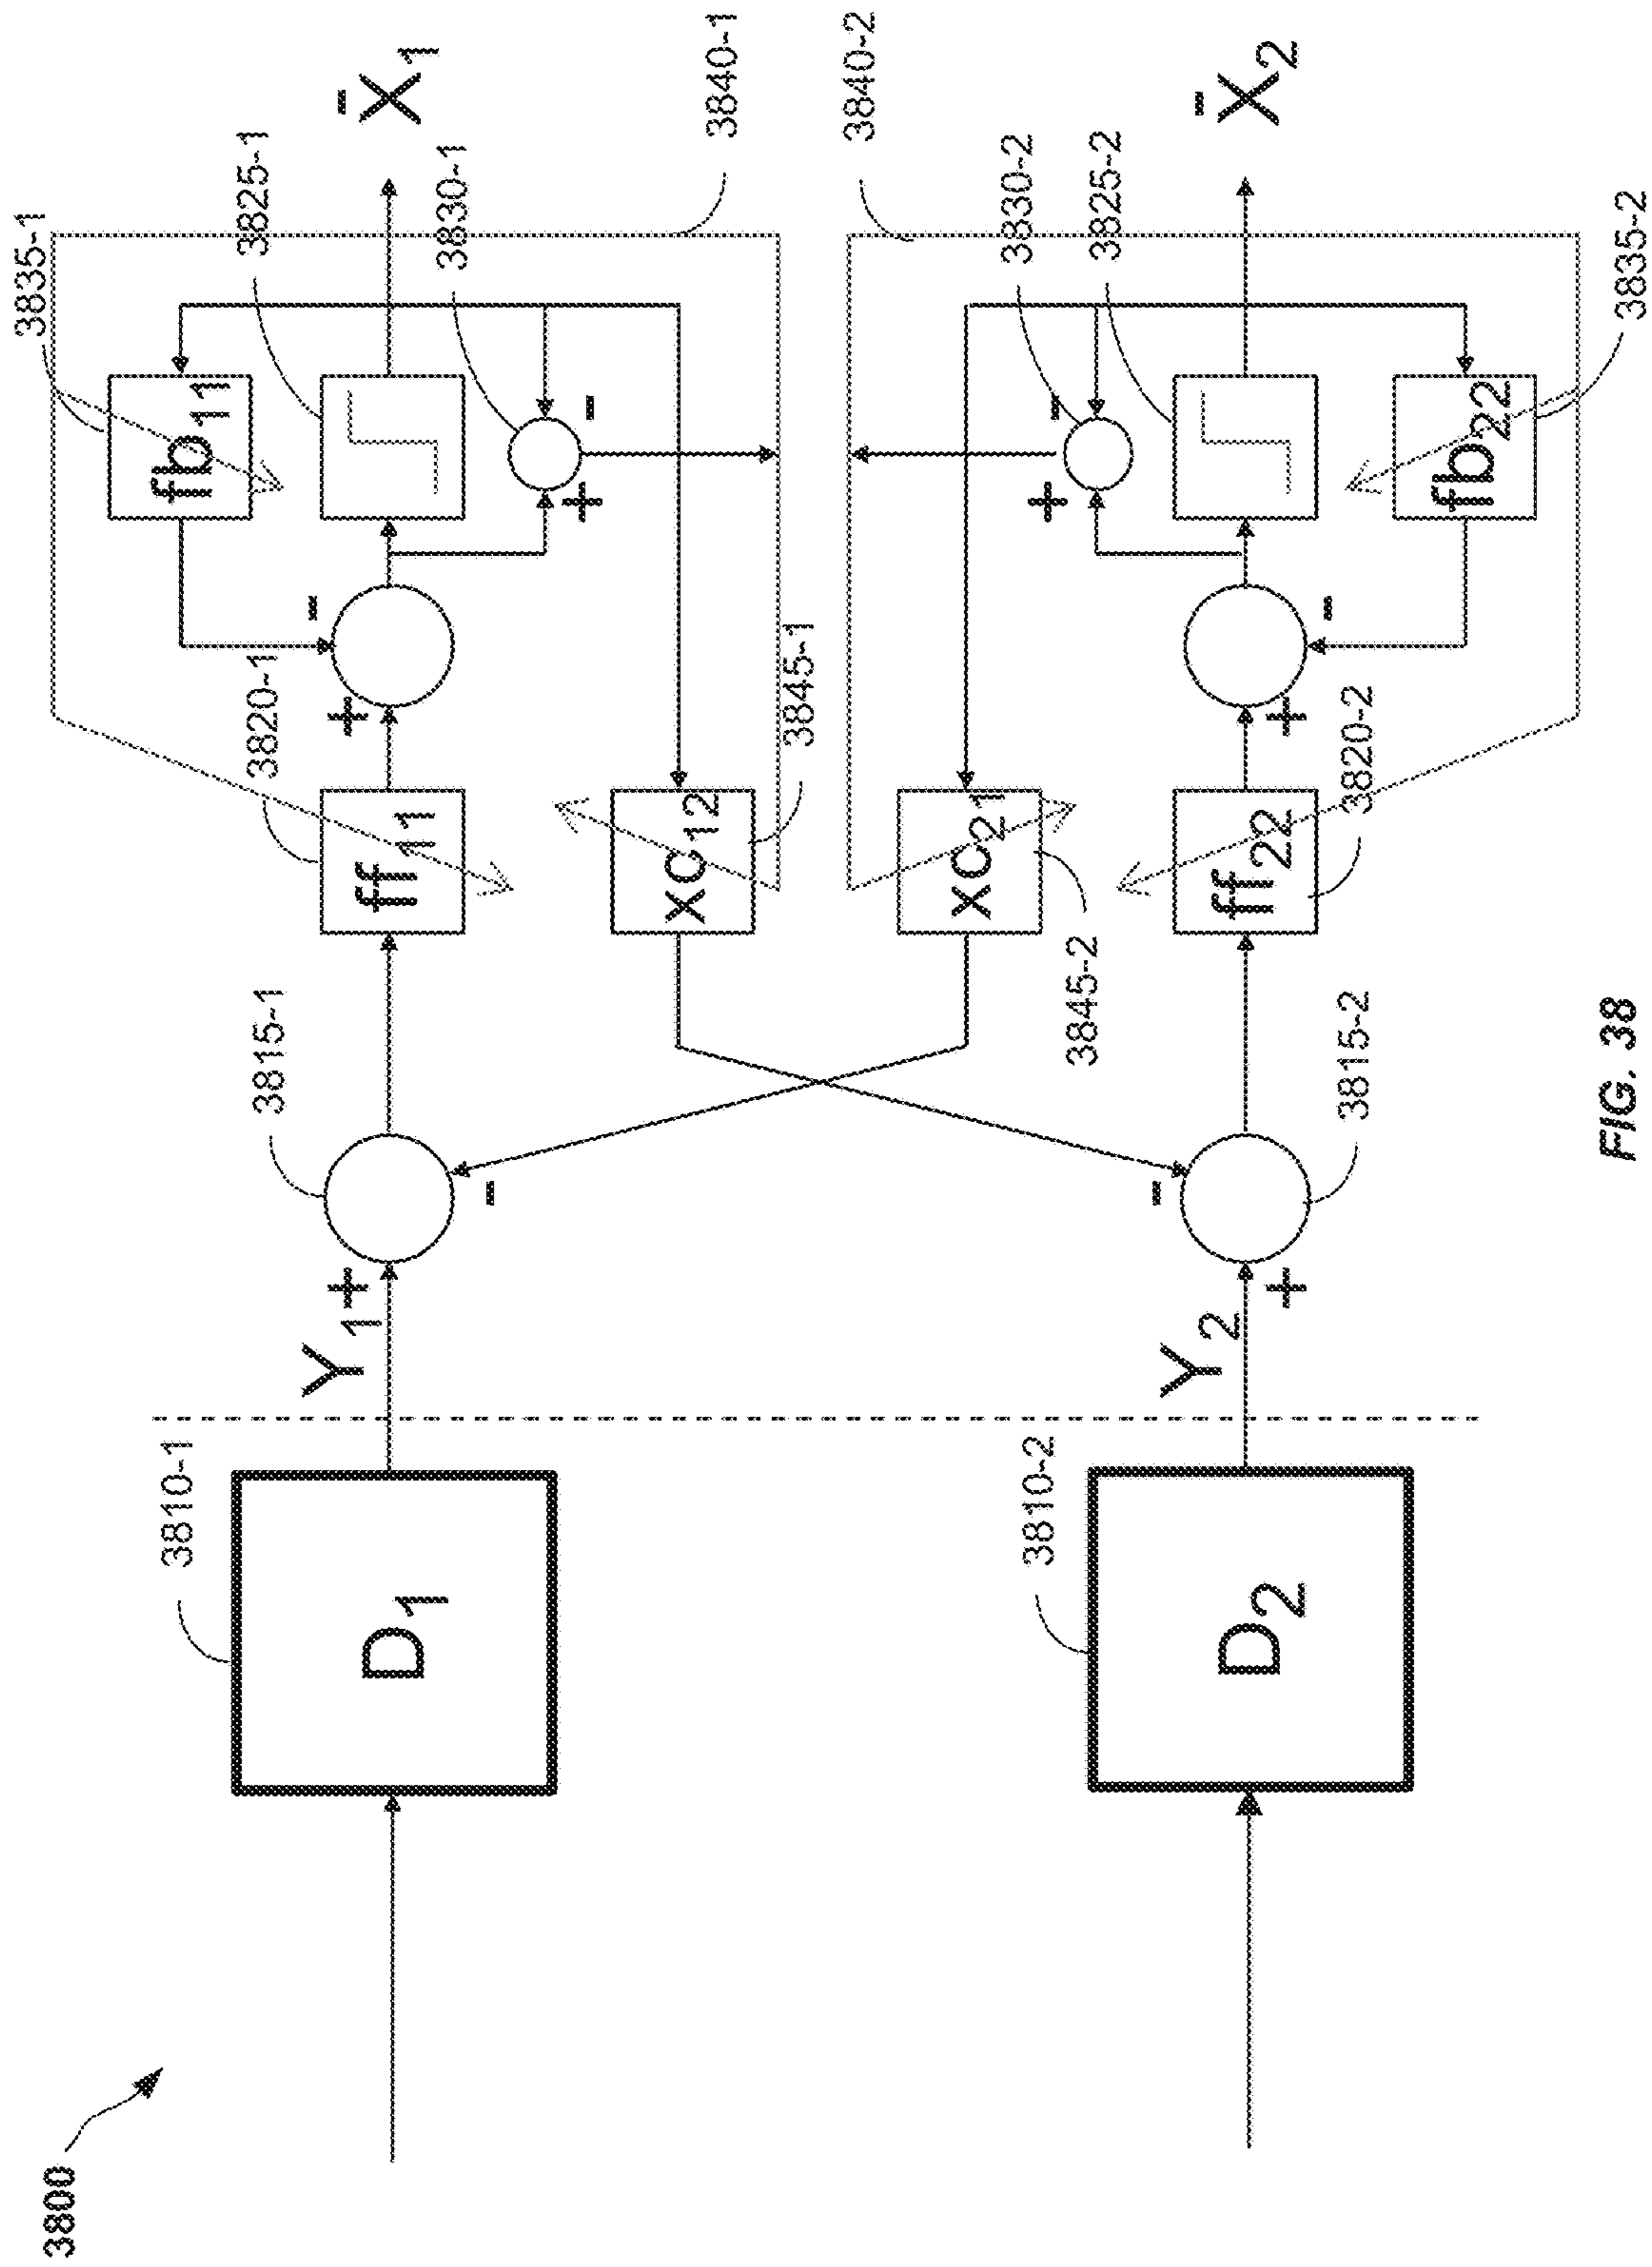 3800
3810-1
D1
Y1
+
-
3815-1
3820-1
ff11
+
-
3835-1
fb11
3825-1
X̄1
3830-1
+
-
3840-1
3845-1
xc12
3840-2
xc21
3845-2
3830-2
+
-
3825-2
X̄2
3810-2
D2
Y2
+
-
3815-2
ff22
3820-2
+
-
fb22
3835-2
FIG. 38